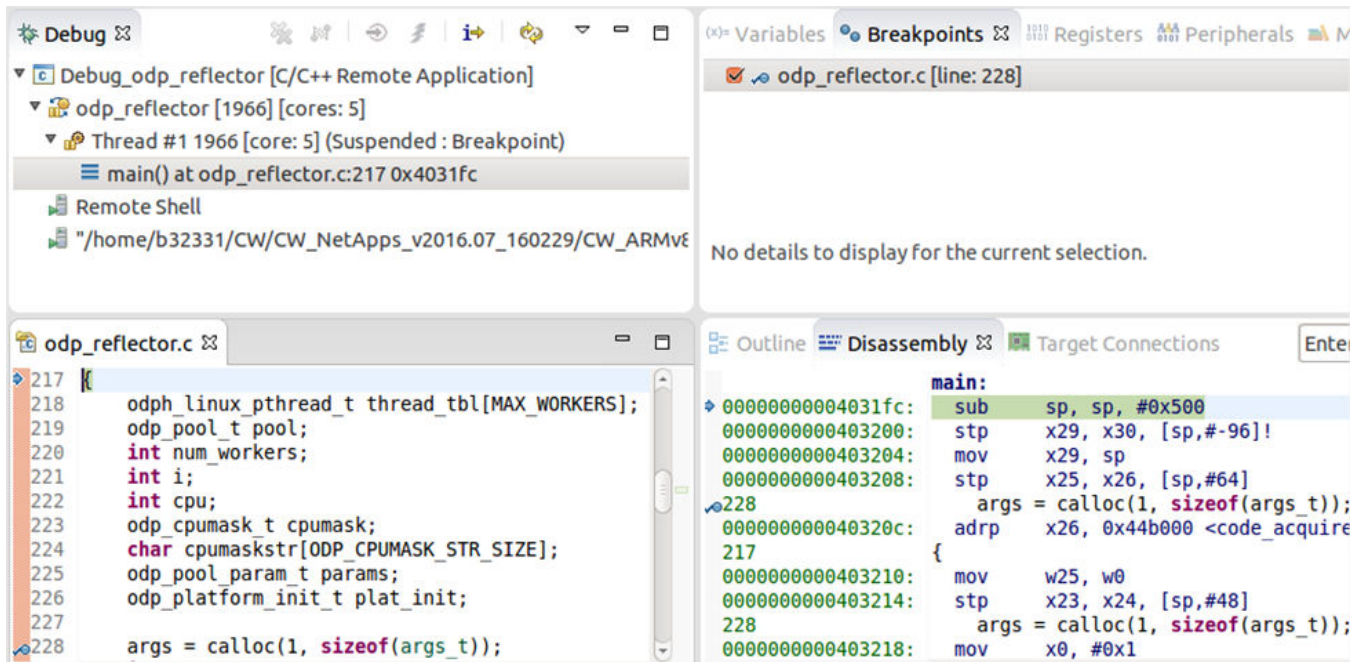 Debug
Debug_odp_reflector [C/C++ Remote Application]
odp_reflector [1966] [cores: 5]
Thread #1 1966 [core: 5] (Suspended : Breakpoint)
main() at odp_reflector.c:217 0x4031fc
Remote Shell
"/home/b32331/CW/CW_NetApps_v2016.07_160229/CW_ARMv8
(x)= Variables Breakpoints Registers Peripherals M
odp_reflector.c [line: 228]
No details to display for the current selection.
odp_reflector.c
217 {
218 odph_linux_pthread_t thread_tbl[MAX_WORKERS];
219 odp_pool_t pool;
220 int num_workers;
221 int i;
222 int cpu;
223 odp_cpumask_t cpumask;
224 char cpumaskstr[ODP_CPUMASK_STR_SIZE];
225 odp_pool_param_t params;
226 odp_platform_init_t plat_init;
227
228 args = calloc(1, sizeof(args_t));
Outline Disassembly Target Connections Enter
main:
00000000004031fc: sub sp, sp, #0x500
0000000000403200: stp x29, x30, [sp,#-96]!
0000000000403204: mov x29, sp
0000000000403208: stp x25, x26, [sp,#64]
228 args = calloc(1, sizeof(args_t));
000000000040320c: adrp x26, 0x44b000 <code_acquire
217 {
0000000000403210: mov w25, w0
0000000000403214: stp x23, x24, [sp,#48]
228 args = calloc(1, sizeof(args_t));
0000000000403218: mov x0, #0x1